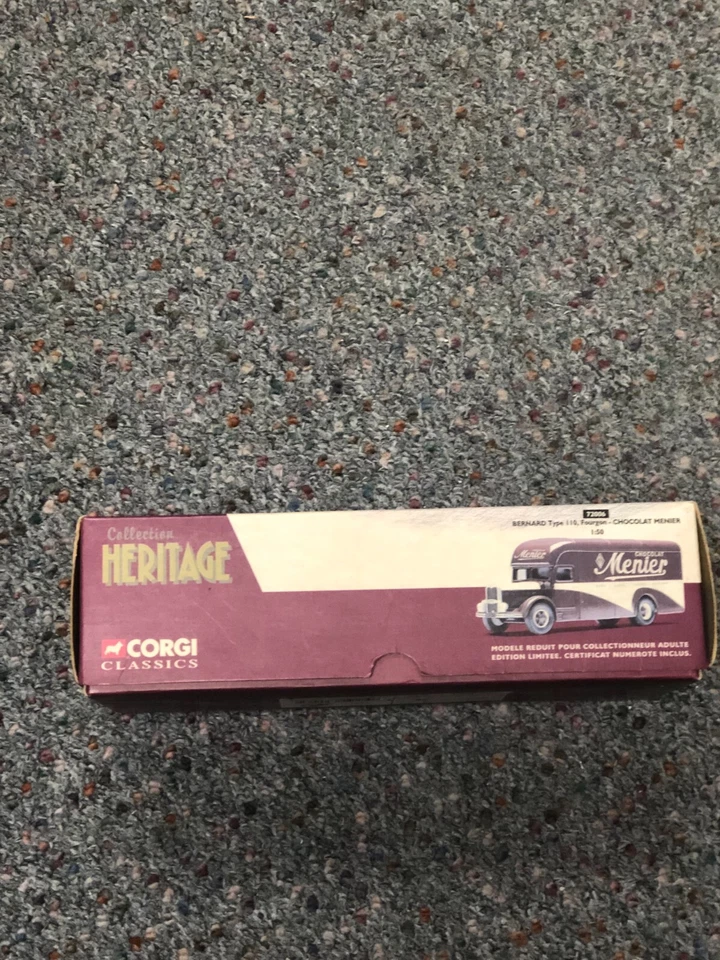 Collection
HERITAGE
CORGI
CLASSICS
72006
BERNARD Type 110, Fourgon - CHOCOLAT MENIER
1:50
CHOCOLAT
Menier
Menier
MODELE REDUIT POUR COLLECTIONNEUR ADULTE
EDITION LIMITEE. CERTIFICAT NUMEROTE INCLUS.